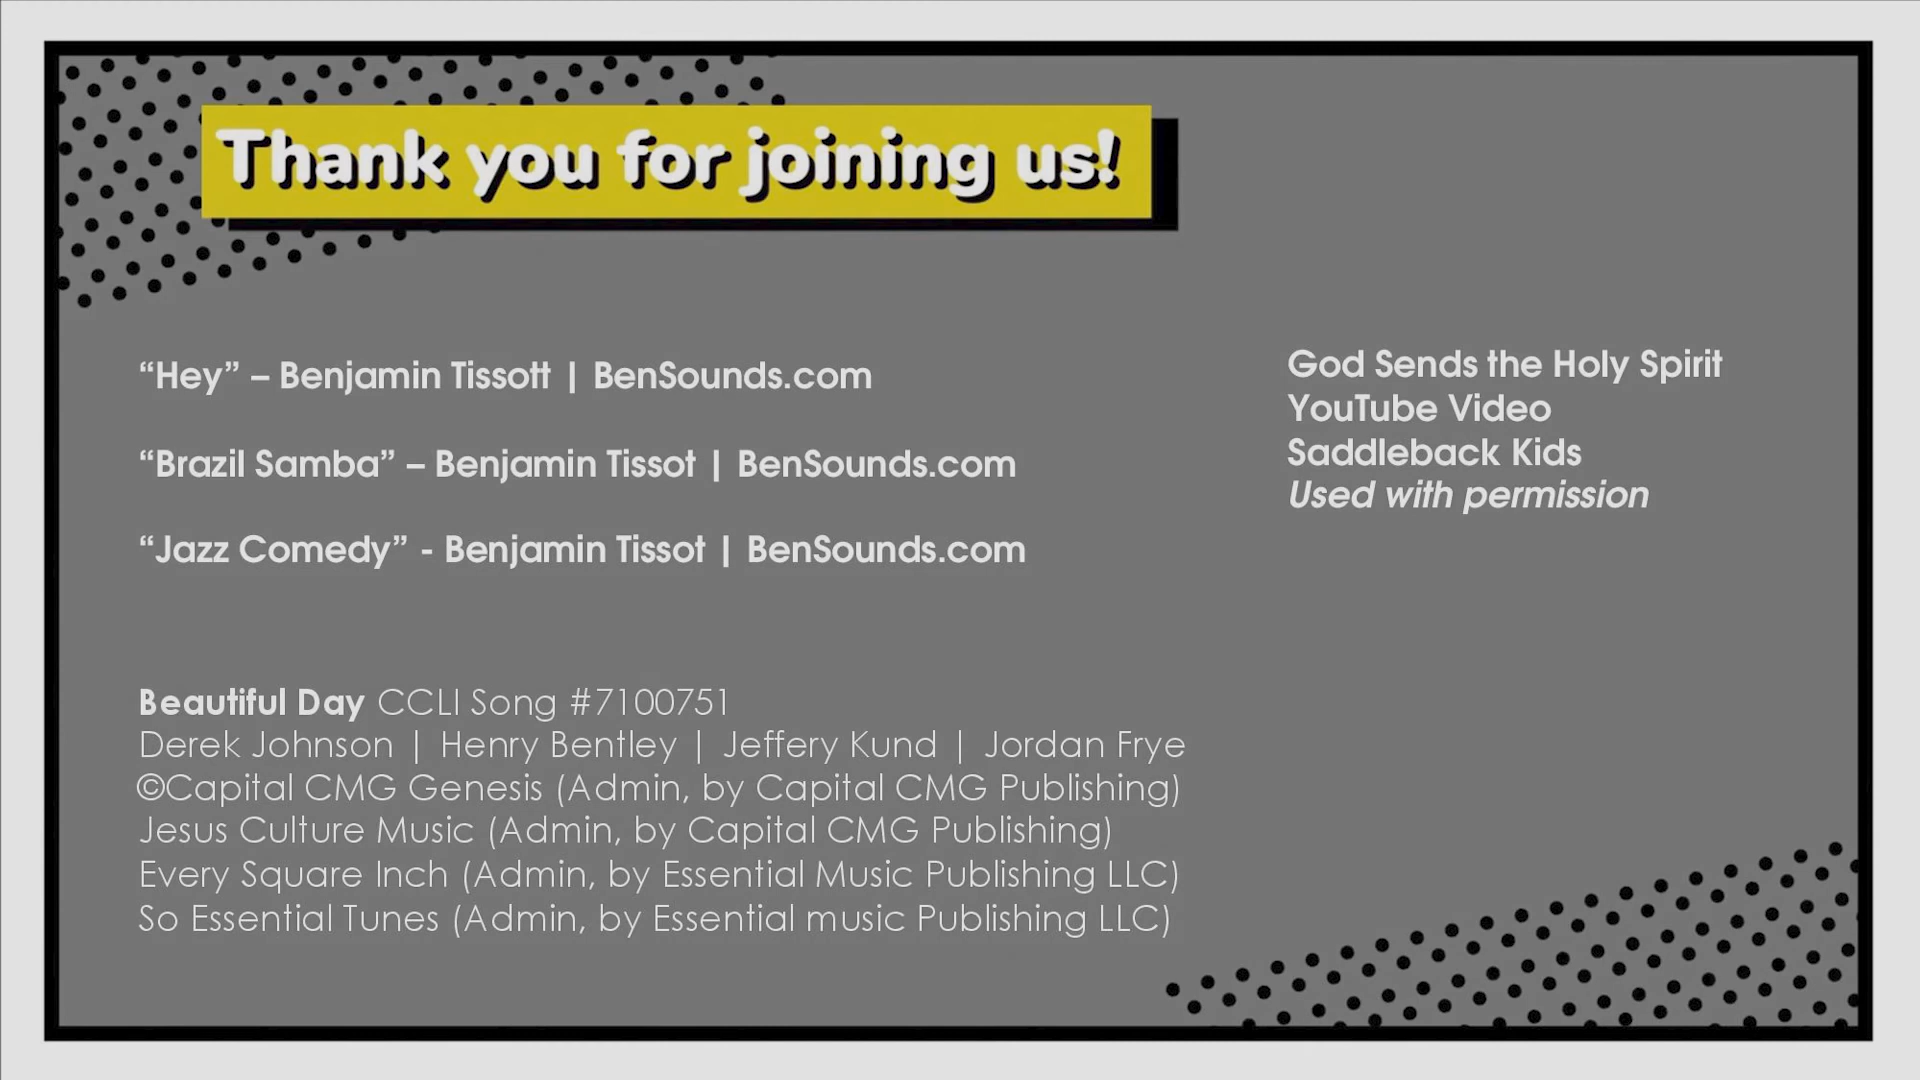 Thank you for joining us!
“Hey” – Benjamin Tissott | BenSounds.com
“Brazil Samba” – Benjamin Tissot | BenSounds.com
“Jazz Comedy” - Benjamin Tissot | BenSounds.com
God Sends the Holy Spirit
YouTube Video
Saddleback Kids
Used with permission
Beautiful Day CCLI Song #7100751
Derek Johnson | Henry Bentley | Jeffery Kund | Jordan Frye
©Capital CMG Genesis (Admin, by Capital CMG Publishing)
Jesus Culture Music (Admin, by Capital CMG Publishing)
Every Square Inch (Admin, by Essential Music Publishing LLC)
So Essential Tunes (Admin, by Essential music Publishing LLC)